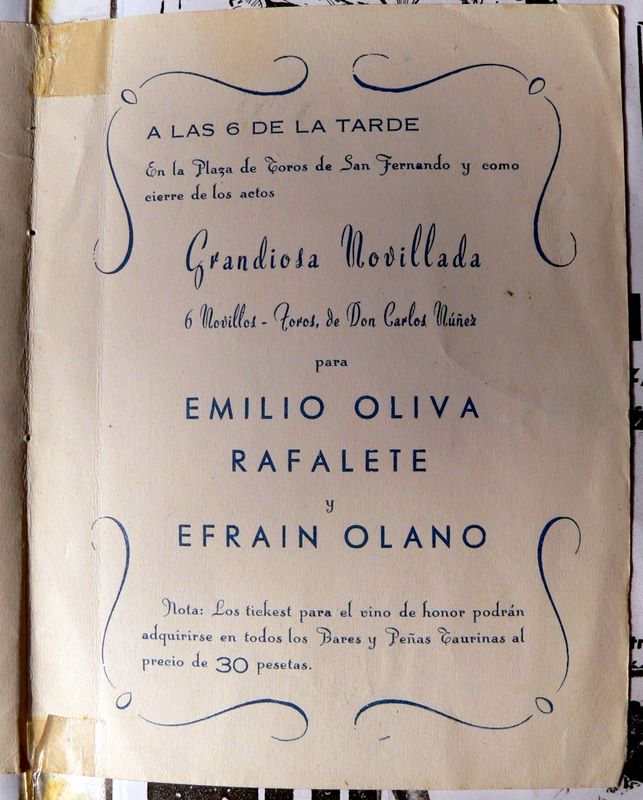 A LAS 6 DE LA TARDE
En la Plaza de Toros de San Fernando y como
cierre de los actos
Grandiosa Novillada
6 Novillos - Toros, de Don Carlos Núñez
para
EMILIO OLIVA
RAFALETE
y
EFRAIN OLANO
Nota: Los tickest para el vino de honor podrán
adquirirse en todos los Bares y Peñas Taurinas al
precio de 30 pesetas.